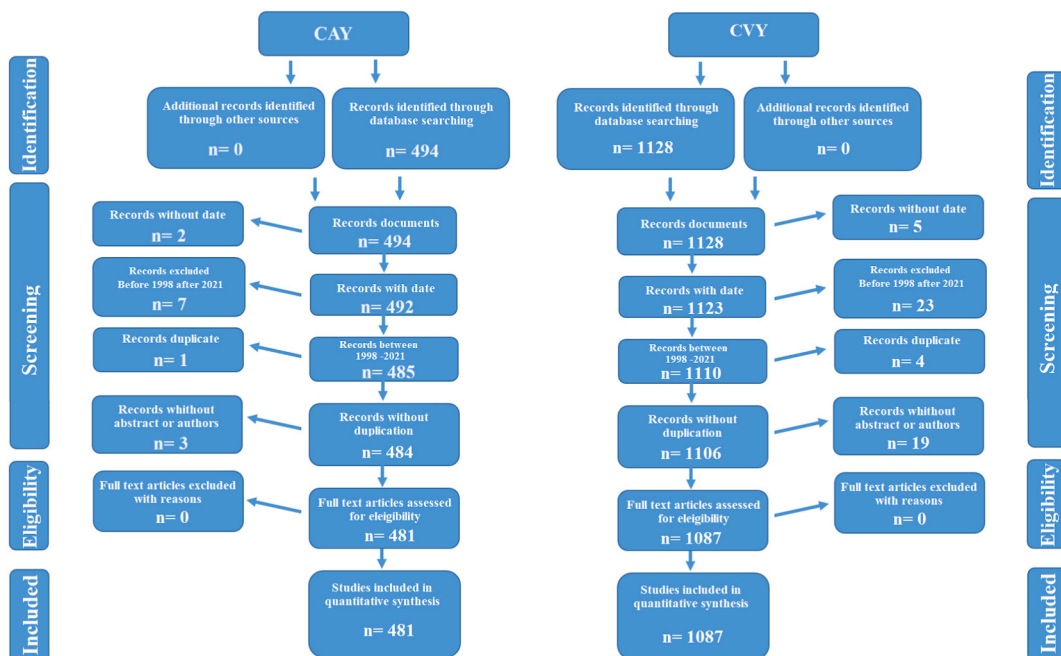 CAY
CVY
Identification
Additional records identified
through other sources
n= 0
Records identified through
database searching
n= 494
Records identified through
database searching
n= 1128
Additional records identified
through other sources
n= 0
Identification
Screening
Records without date
n= 2
Records documents
n= 494
Records documents
n= 1128
Records without date
n= 5
Screening
Records excluded
Before 1998 after 2021
n= 7
Records with date
n= 492
Records with date
n= 1123
Records excluded
Before 1998 after 2021
n= 23
Records duplicate
n= 1
Records between
1998 -2021
n= 485
Records between
1998 -2021
n= 1110
Records duplicate
n= 4
Records whithout
abstract or authors
n= 3
Records without
duplication
n= 484
Records without
duplication
n= 1106
Records whithout
abstract or authors
n= 19
Eligibility
Full text articles excluded
with reasons
n= 0
Full text articles assessed
for eleigibility
n= 481
Full text articles assessed
for eleigibility
n= 1087
Full text articles excluded
with reasons
n= 0
Eligibility
Included
Studies included in
quantitative synthesis
n= 481
Studies included in
quantitative synthesis
n= 1087
Included